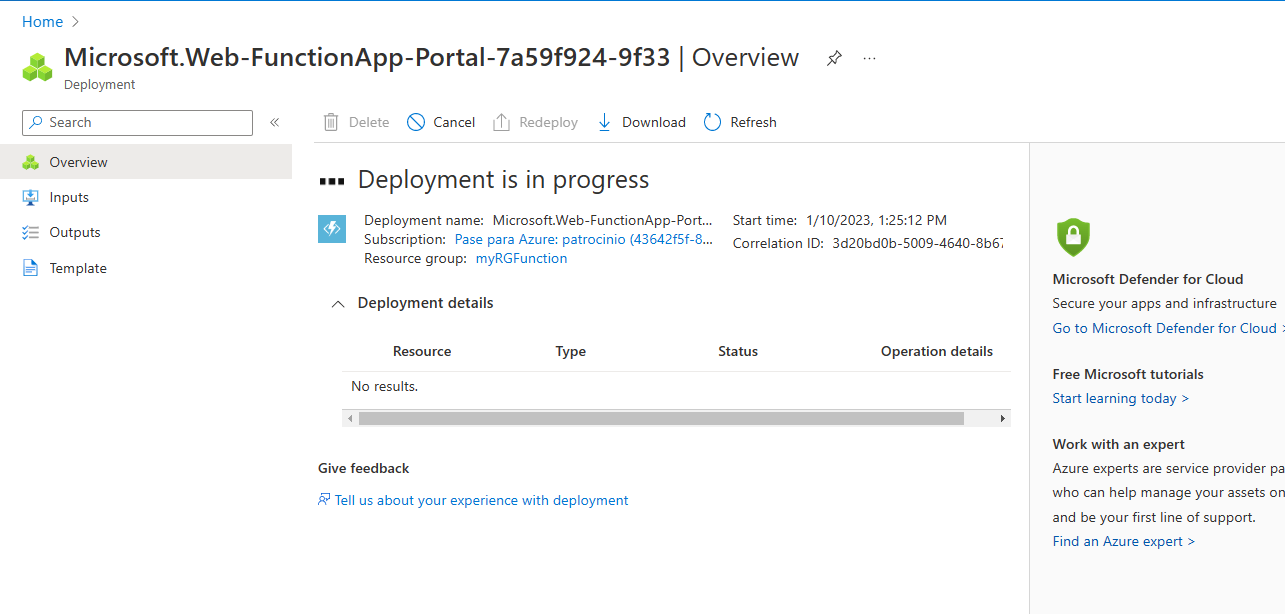 Home
Microsoft.Web-FunctionApp-Portal-7a59f924-9f33 | Overview
Deployment
Search
Delete Cancel Redeploy Download Refresh
Overview
Inputs
Outputs
Template
Deployment is in progress
Deployment name: Microsoft.Web-FunctionApp-Port...
Subscription: Pase para Azure: patrocinio (43642f5f-8...
Resource group: myRGFunction
Start time: 1/10/2023, 1:25:12 PM
Correlation ID: 3d20bd0b-5009-4640-8b67
Deployment details
Resource Type Status Operation details
No results.
Give feedback
Tell us about your experience with deployment
Microsoft Defender for Cloud
Secure your apps and infrastructure
Go to Microsoft Defender for Cloud >
Free Microsoft tutorials
Start learning today >
Work with an expert
Azure experts are service provider pa
who can help manage your assets on
and be your first line of support.
Find an Azure expert >